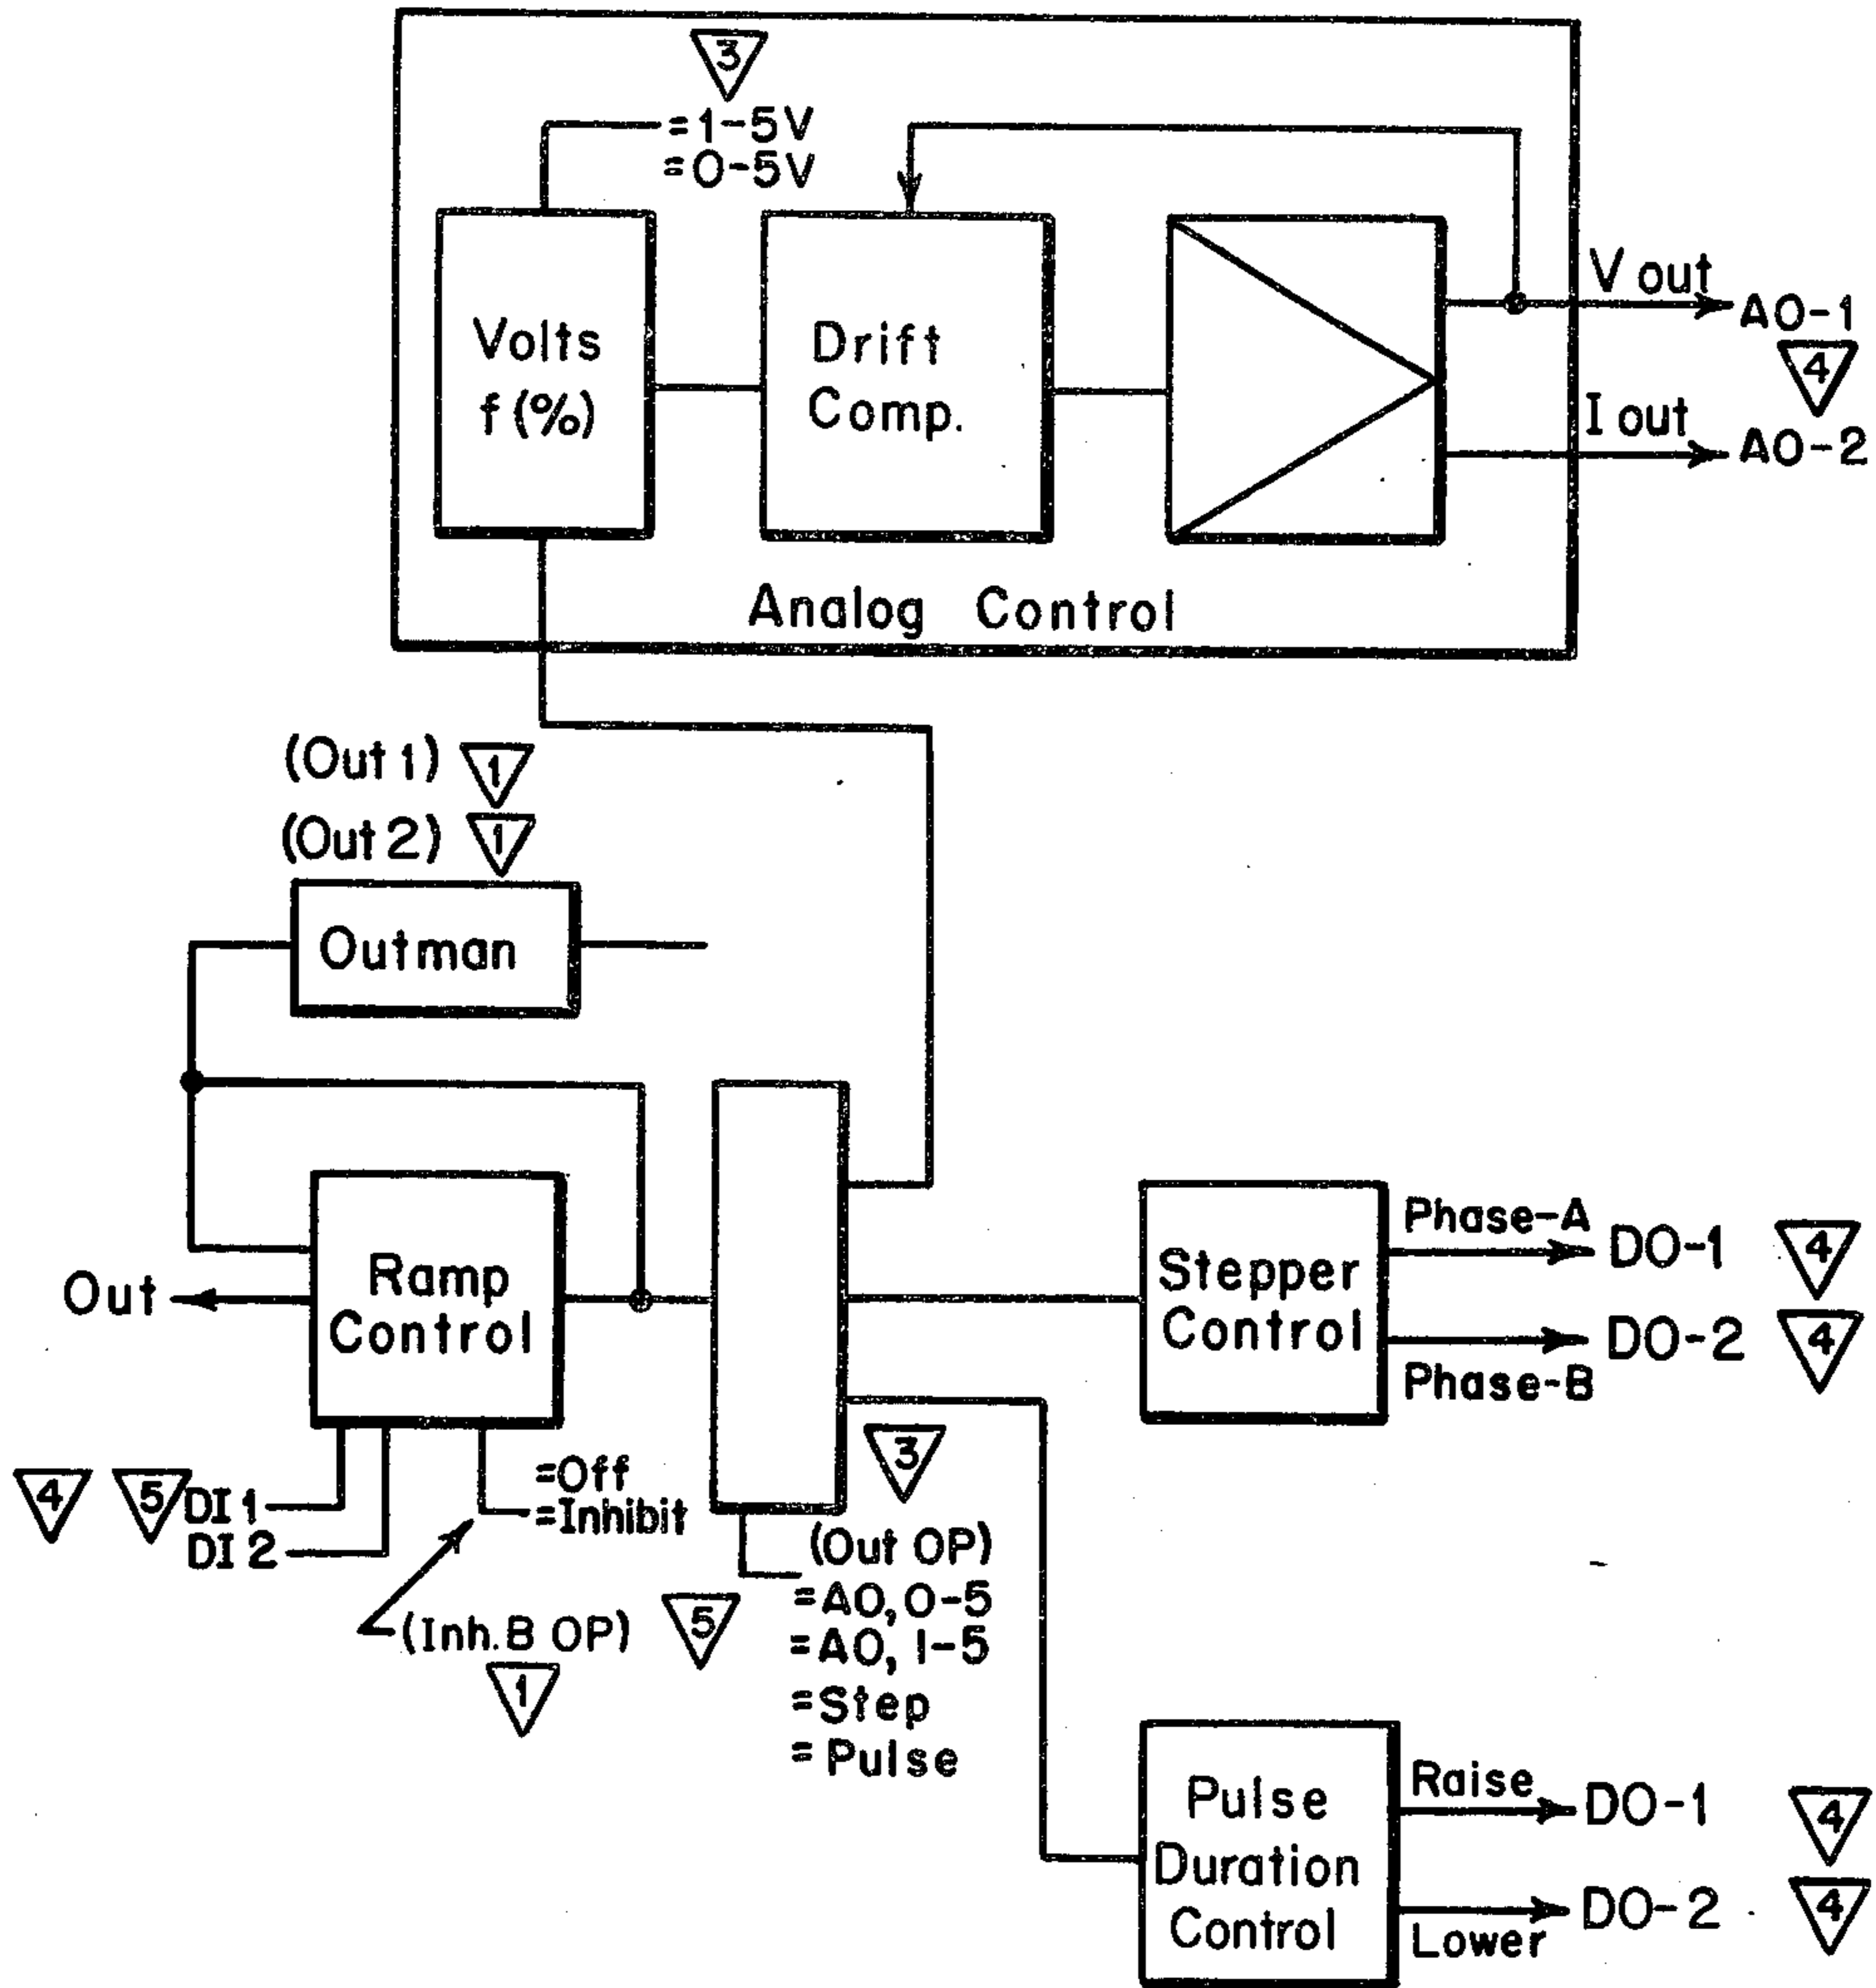 3
=1-5V
=0-5V
Volts
f(%)
Drift
Comp.
V out
AO-1
4
I out
AO-2
Analog Control
(Out 1) 1
(Out 2) 1
Outman
Ramp
Control
Out
Stepper
Control
Phase-A
DO-1 4
DO-2 4
Phase-B
4 5 DI 1
DI 2
=Off
=Inhibit
(Inh.B OP)
1
3
5
(Out OP)
=AO, 0-5
=AO, 1-5
=Step
=Pulse
Pulse
Duration
Control
Raise
DO-1 4
DO-2 4
Lower